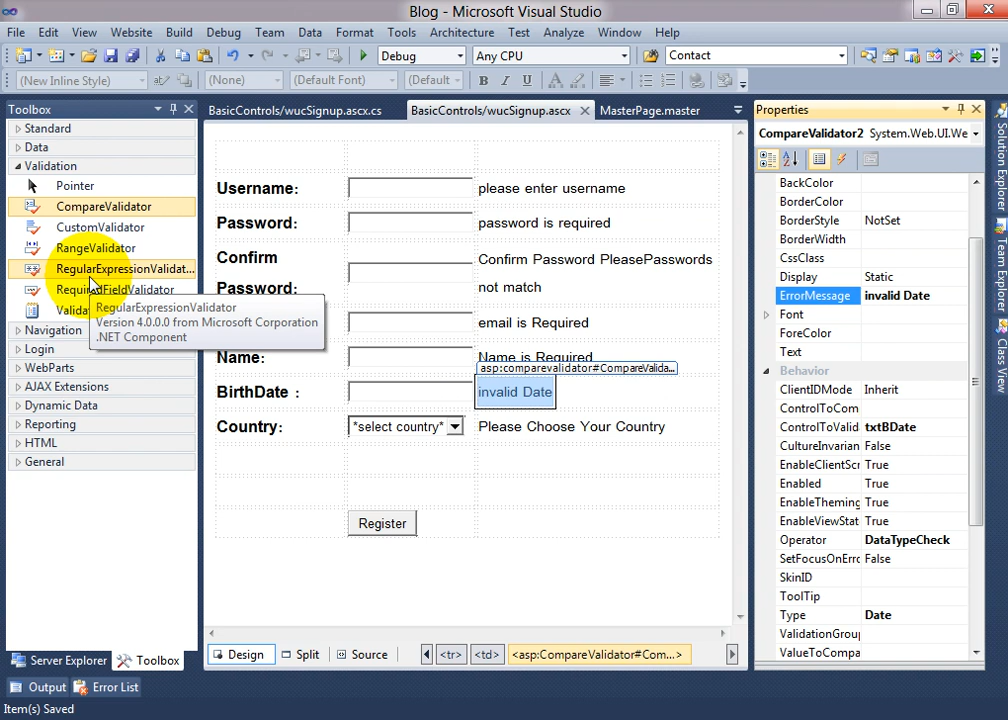 Blog - Microsoft Visual Studio
File Edit View Website Build Debug Team Data Format Tools Architecture Test Analyze Window Help
Debug Any CPU Contact
(New Inline Style) (None) (Default Font) (Default B I U A
Toolbox
Standard
Data
Validation
Pointer
CompareValidator
CustomValidator
RangeValidator
RegularExpressionValidat...
RequiredFieldValidator
Valida
RegularExpressionValidator
Version 4.0.0.0 from Microsoft Corporation
.NET Component
Navigation
Login
WebParts
AJAX Extensions
Dynamic Data
Reporting
HTML
General
Server Explorer Toolbox
BasicControls/wucSignup.ascx.cs BasicControls/wucSignup.ascx MasterPage.master
Username: please enter username
Password: password is required
Confirm Password: Confirm Password PleasePasswords
not match
email is Required
Name: Name is Required
asp:comparevalidator#CompareValida...
BirthDate : invalid Date
Country: *select country* Please Choose Your Country
Register
Design Split Source <tr> <td> <asp:CompareValidator#Com...>
Properties
CompareValidator2 System.Web.UI.We
BackColor
BorderColor
BorderStyle NotSet
BorderWidth
CssClass
Display Static
ErrorMessage invalid Date
Font
ForeColor
Text
Behavior
ClientIDMode Inherit
ControlToCom
ControlToValid txtBDate
CultureInvarian False
EnableClientScr True
Enabled True
EnableTheming True
EnableViewStat True
Operator DataTypeCheck
SetFocusOnErro False
SkinID
ToolTip
Type Date
ValidationGroup
ValueToCompa
Solution Explorer
Team Explorer
Class View
Output Error List
Item(s) Saved